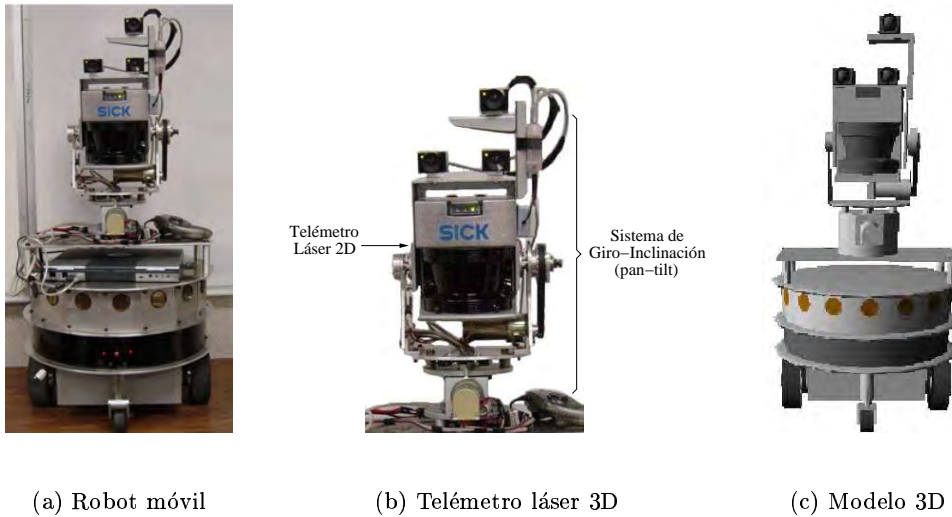 SICK
Telémetro
Láser 2D
SICK
Sistema de
Giro−Inclinación
(pan−tilt)
(a) Robot móvil
(b) Telémetro láser 3D
(c) Modelo 3D